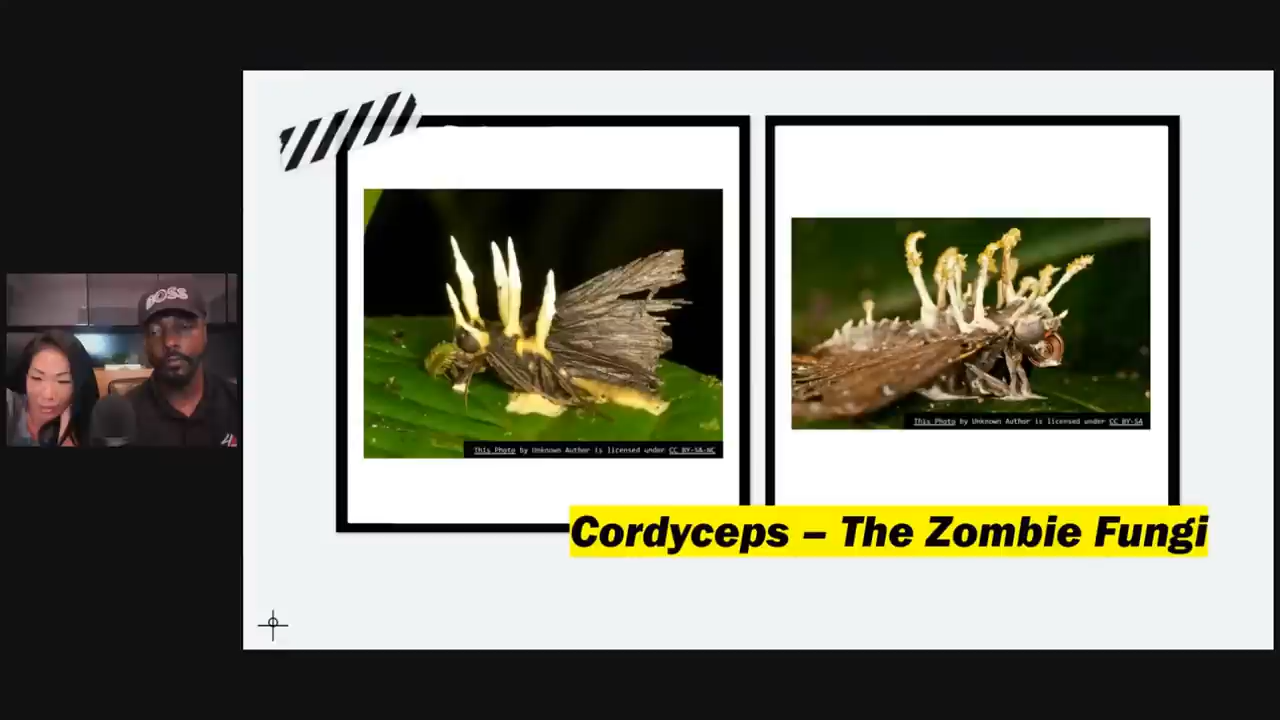 BOSS
This Photo by Unknown Author is licensed under CC BY-SA-NC
This Photo by Unknown Author is licensed under CC BY-SA
Cordyceps – The Zombie Fungi